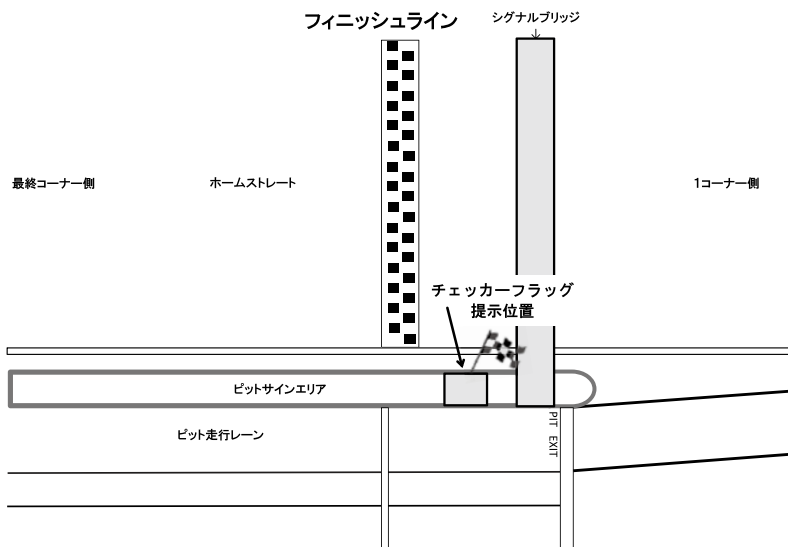 フィニッシュライン
シグナルブリッジ
最終コーナー側
ホームストレート
1コーナー側
チェッカーフラッグ
提示位置
ピットサインエリア
ピット走行レーン
PIT EXIT